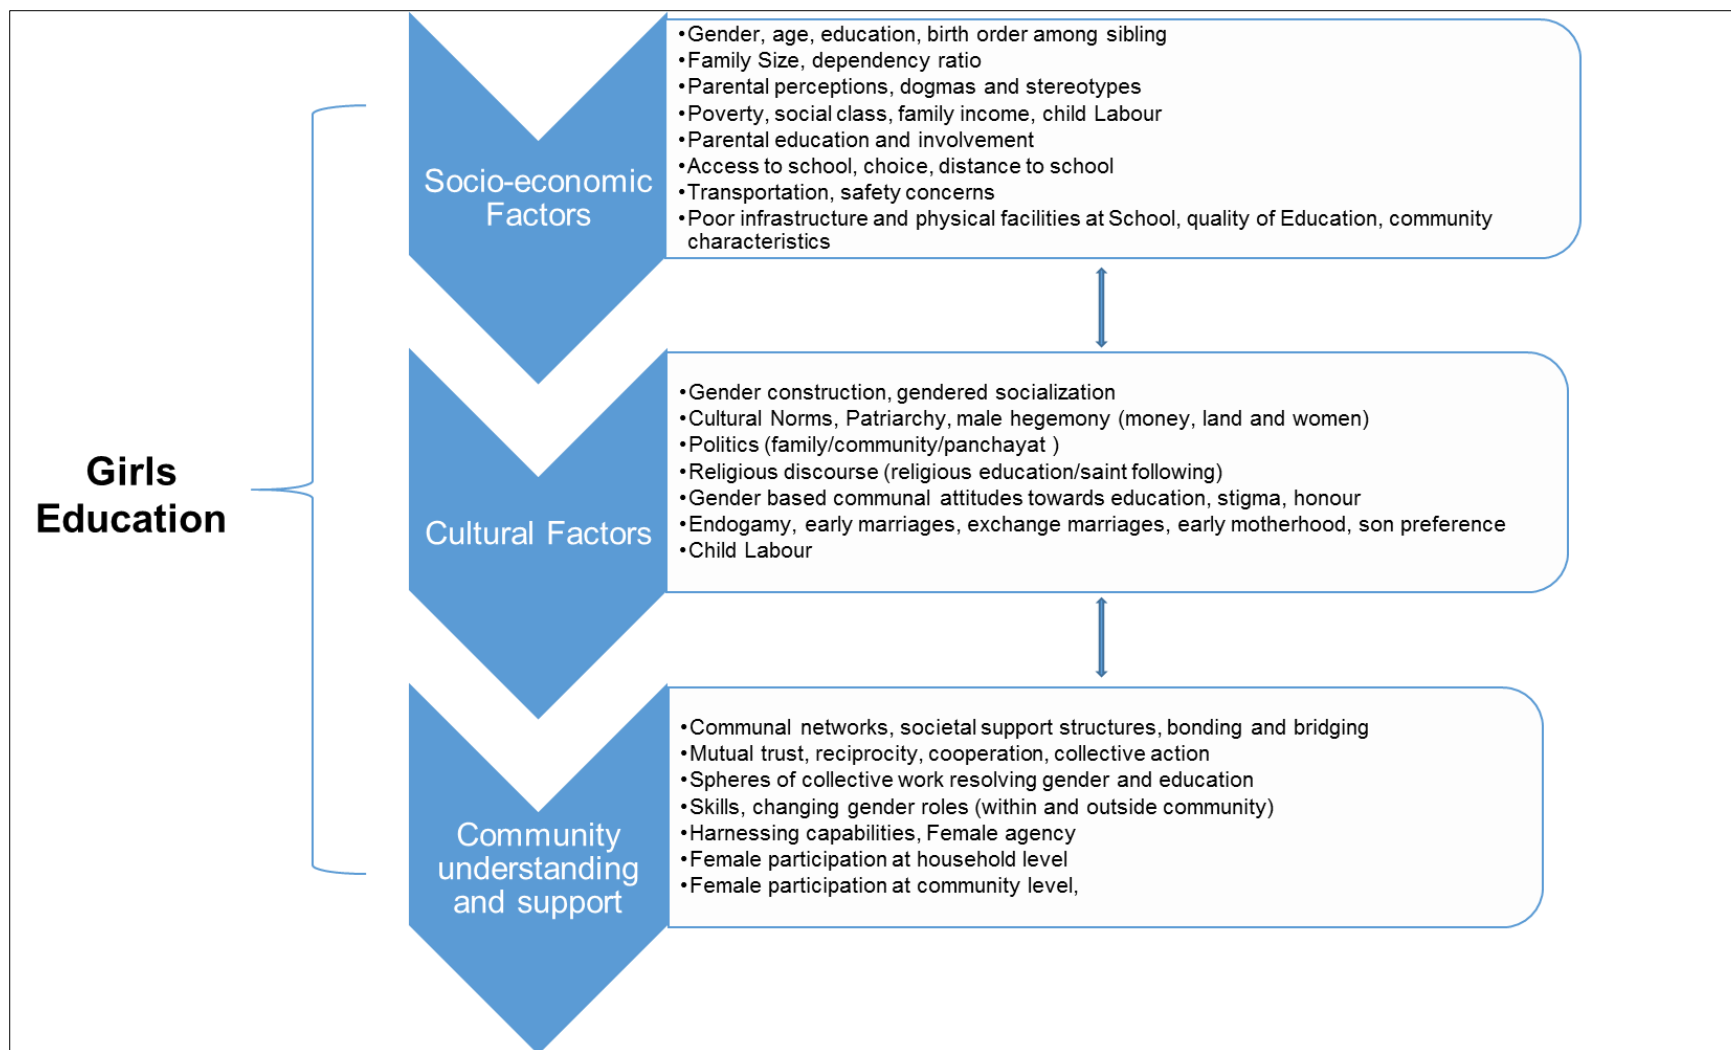 Girls
Education
Socio-economic
Factors
•Gender, age, education, birth order among sibling
•Family Size, dependency ratio
•Parental perceptions, dogmas and stereotypes
•Poverty, social class, family income, child Labour
•Parental education and involvement
•Access to school, choice, distance to school
•Transportation, safety concerns
•Poor infrastructure and physical facilities at School, quality of Education, community
characteristics
Cultural Factors
•Gender construction, gendered socialization
•Cultural Norms, Patriarchy, male hegemony (money, land and women)
•Politics (family/community/panchayat )
•Religious discourse (religious education/saint following)
•Gender based communal attitudes towards education, stigma, honour
•Endogamy, early marriages, exchange marriages, early motherhood, son preference
•Child Labour
Community
understanding
and support
•Communal networks, societal support structures, bonding and bridging
•Mutual trust, reciprocity, cooperation, collective action
•Spheres of collective work resolving gender and education
•Skills, changing gender roles (within and outside community)
•Harnessing capabilities, Female agency
•Female participation at household level
•Female participation at community level,